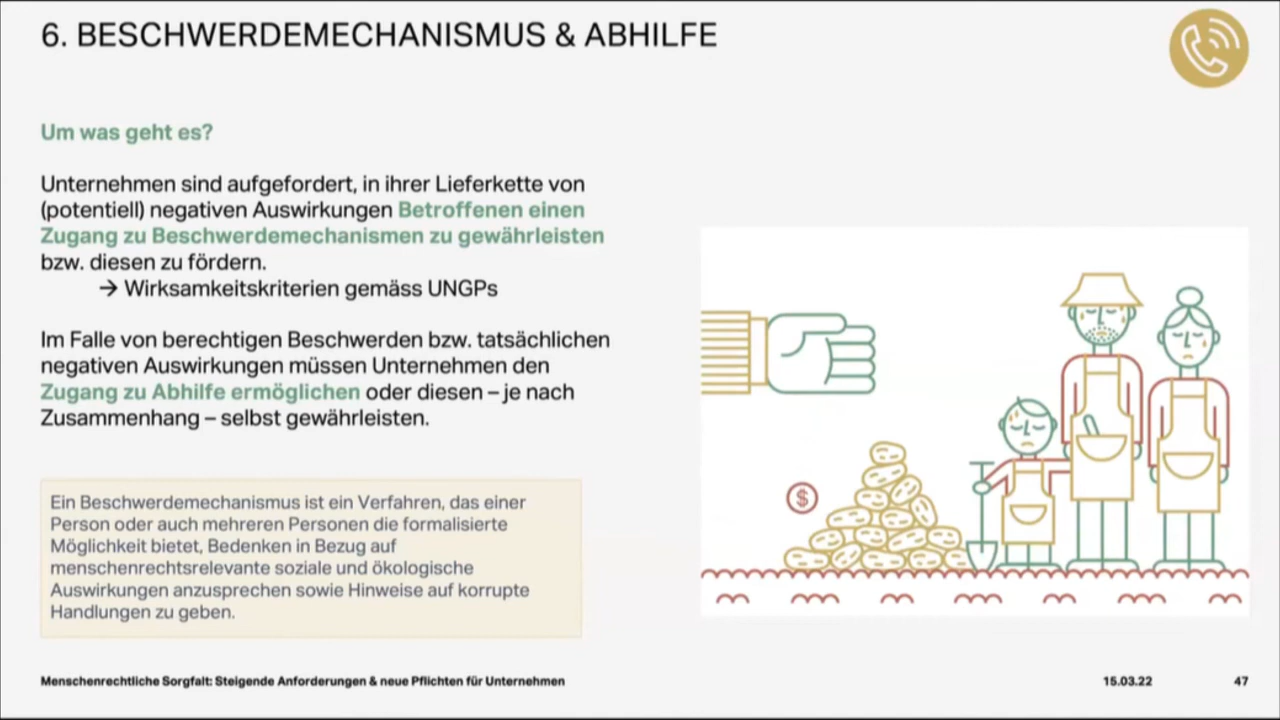 6. BESCHWERDEMECHANISMUS & ABHILFE
Um was geht es?
Unternehmen sind aufgefordert, in ihrer Lieferkette von
(potentiell) negativen Auswirkungen Betroffenen einen
Zugang zu Beschwerdemechanismen zu gewährleisten
bzw. diesen zu fördern.
→ Wirksamkeitskriterien gemäss UNGPs
Im Falle von berechtigen Beschwerden bzw. tatsächlichen
negativen Auswirkungen müssen Unternehmen den
Zugang zu Abhilfe ermöglichen oder diesen – je nach
Zusammenhang – selbst gewährleisten.
Ein Beschwerdemechanismus ist ein Verfahren, das einer
Person oder auch mehreren Personen die formalisierte
Möglichkeit bietet, Bedenken in Bezug auf
menschenrechtsrelevante soziale und ökologische
Auswirkungen anzusprechen sowie Hinweise auf korrupte
Handlungen zu geben.
$
Menschenrechtliche Sorgfalt: Steigende Anforderungen & neue Pflichten für Unternehmen
15.03.22
47